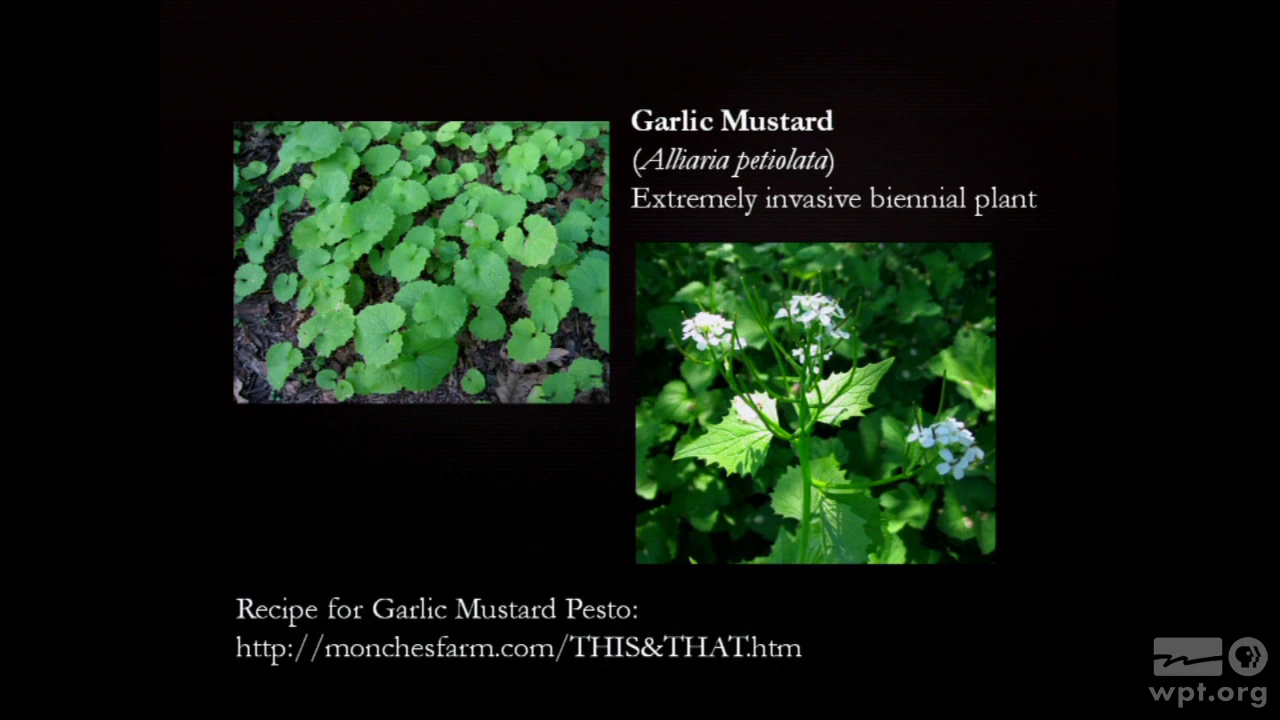 Garlic Mustard
(Alliaria petiolata)
Extremely invasive biennial plant
Recipe for Garlic Mustard Pesto:
http://monchesfarm.com/THIS&THAT.htm
wpt.org